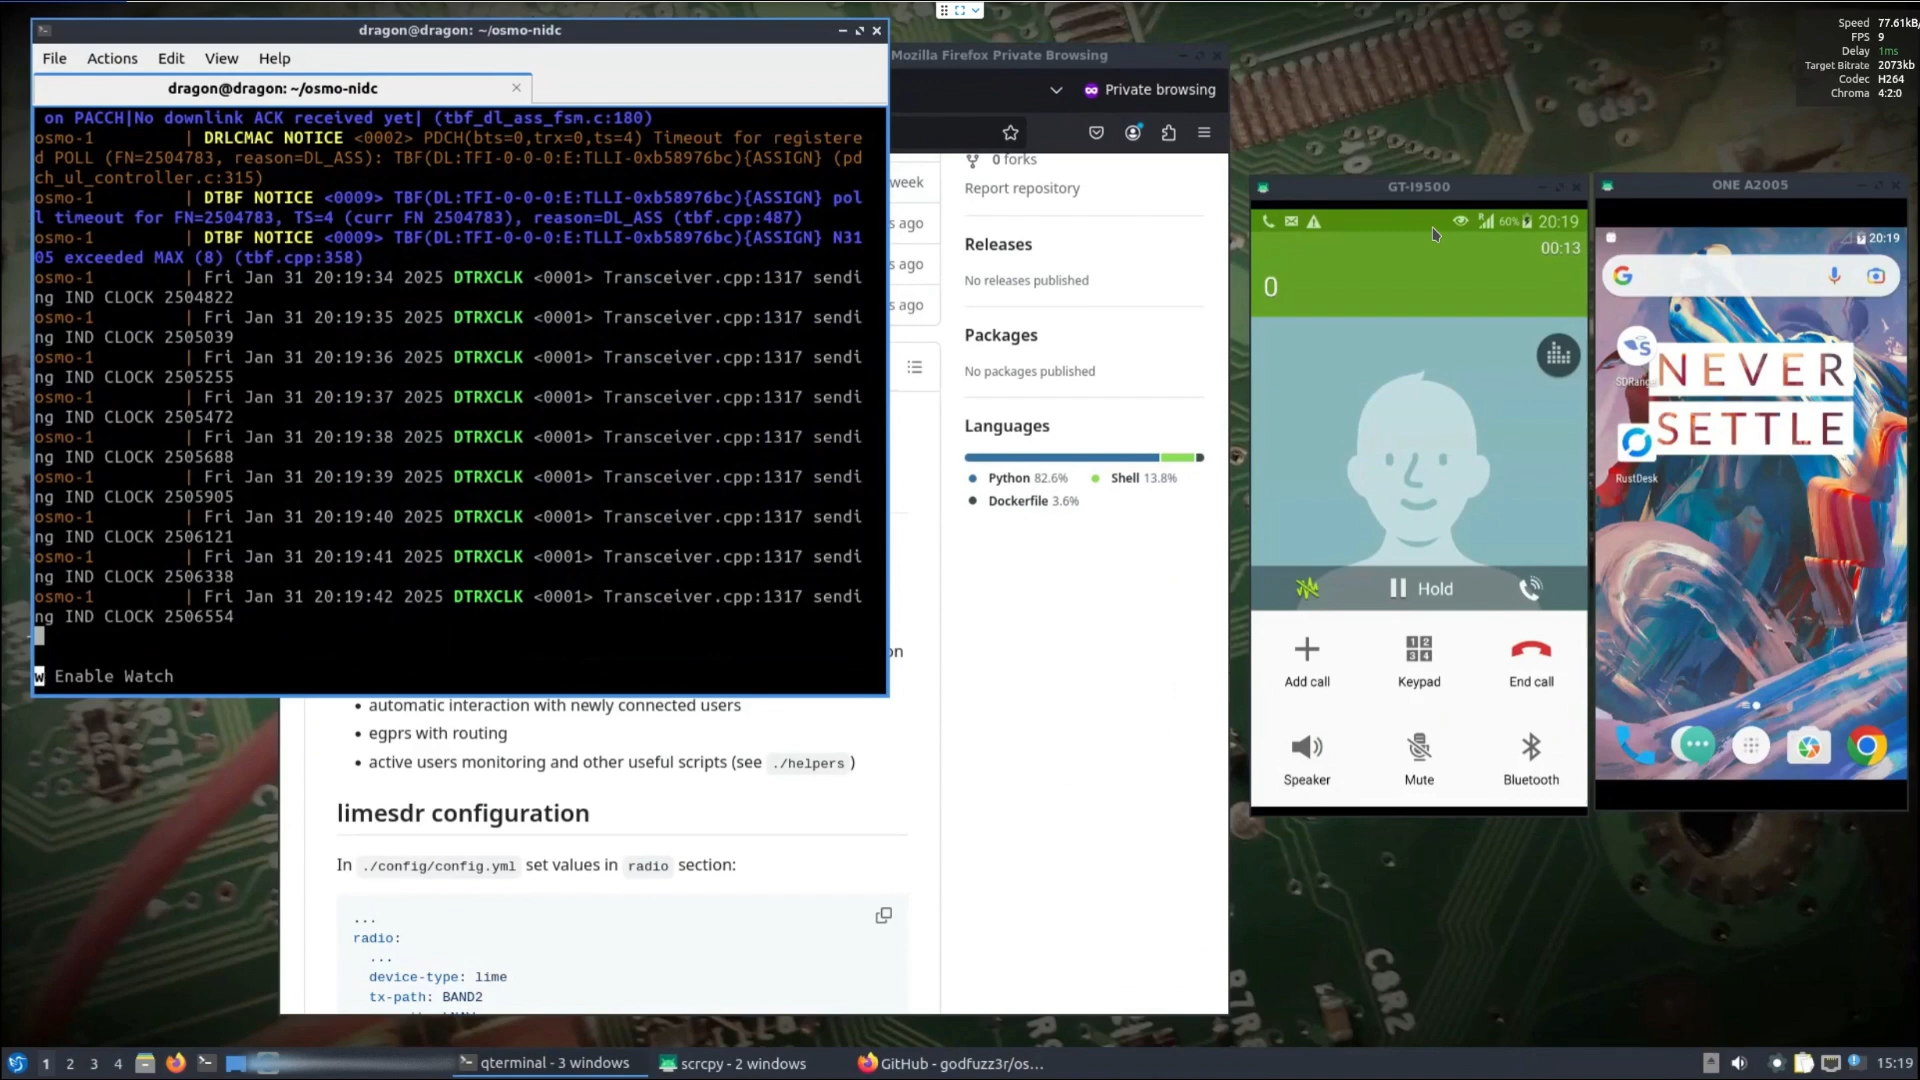 dragon@dragon: ~/osmo-nidc
File Actions Edit View Help
dragon@dragon: ~/osmo-nidc
on PACCH|No downlink ACK received yet| (tbf_dl_ass_fsm.c:180)
osmo-1 | DRLCMAC NOTICE <0002> PDCH(bts=0,trx=0,ts=4) Timeout for registere
d POLL (FN=2504783, reason=DL_ASS): TBF(DL:TFI-0-0-0:E:TLLI-0xb58976bc){ASSIGN} (pd
ch_ul_controller.c:315)
osmo-1 | DTBF NOTICE <0009> TBF(DL:TFI-0-0-0:E:TLLI-0xb58976bc){ASSIGN} pol
l timeout for FN=2504783, TS=4 (curr FN 2504783), reason=DL_ASS (tbf.cpp:487)
osmo-1 | DTBF NOTICE <0009> TBF(DL:TFI-0-0-0:E:TLLI-0xb58976bc){ASSIGN} N31
05 exceeded MAX (8) (tbf.cpp:358)
osmo-1 | Fri Jan 31 20:19:34 2025 DTRXCLK <0001> Transceiver.cpp:1317 sendi
ng IND CLOCK 2504822
osmo-1 | Fri Jan 31 20:19:35 2025 DTRXCLK <0001> Transceiver.cpp:1317 sendi
ng IND CLOCK 2505039
osmo-1 | Fri Jan 31 20:19:36 2025 DTRXCLK <0001> Transceiver.cpp:1317 sendi
ng IND CLOCK 2505255
osmo-1 | Fri Jan 31 20:19:37 2025 DTRXCLK <0001> Transceiver.cpp:1317 sendi
ng IND CLOCK 2505472
osmo-1 | Fri Jan 31 20:19:38 2025 DTRXCLK <0001> Transceiver.cpp:1317 sendi
ng IND CLOCK 2505688
osmo-1 | Fri Jan 31 20:19:39 2025 DTRXCLK <0001> Transceiver.cpp:1317 sendi
ng IND CLOCK 2505905
osmo-1 | Fri Jan 31 20:19:40 2025 DTRXCLK <0001> Transceiver.cpp:1317 sendi
ng IND CLOCK 2506121
osmo-1 | Fri Jan 31 20:19:41 2025 DTRXCLK <0001> Transceiver.cpp:1317 sendi
ng IND CLOCK 2506338
osmo-1 | Fri Jan 31 20:19:42 2025 DTRXCLK <0001> Transceiver.cpp:1317 sendi
ng IND CLOCK 2506554
w Enable Watch
Mozilla Firefox Private Browsing
Private browsing
week
s ago
s ago
s ago
on
0 forks
Report repository
Releases
No releases published
Packages
No packages published
Languages
Python 82.6% Shell 13.8%
Dockerfile 3.6%
automatic interaction with newly connected users
egprs with routing
active users monitoring and other useful scripts (see ./helpers )
limesdr configuration
In ./config/config.yml set values in radio section:
...
radio:
...
device-type: lime
tx-path: BAND2
GT-I9500
60% 20:19
00:13
0
Hold
Add call Keypad End call
Speaker Mute Bluetooth
ONE A2005
20:19
NEVER
SETTLE
SDRang
RustDesk
Speed 77.61kB/
FPS 9
Delay 1ms
Target Bitrate 2073kb
Codec H264
Chroma 4:2:0
CSR2
1 2 3 4 qterminal - 3 windows scrcpy - 2 windows GitHub - godfuzz3r/os... 15:19